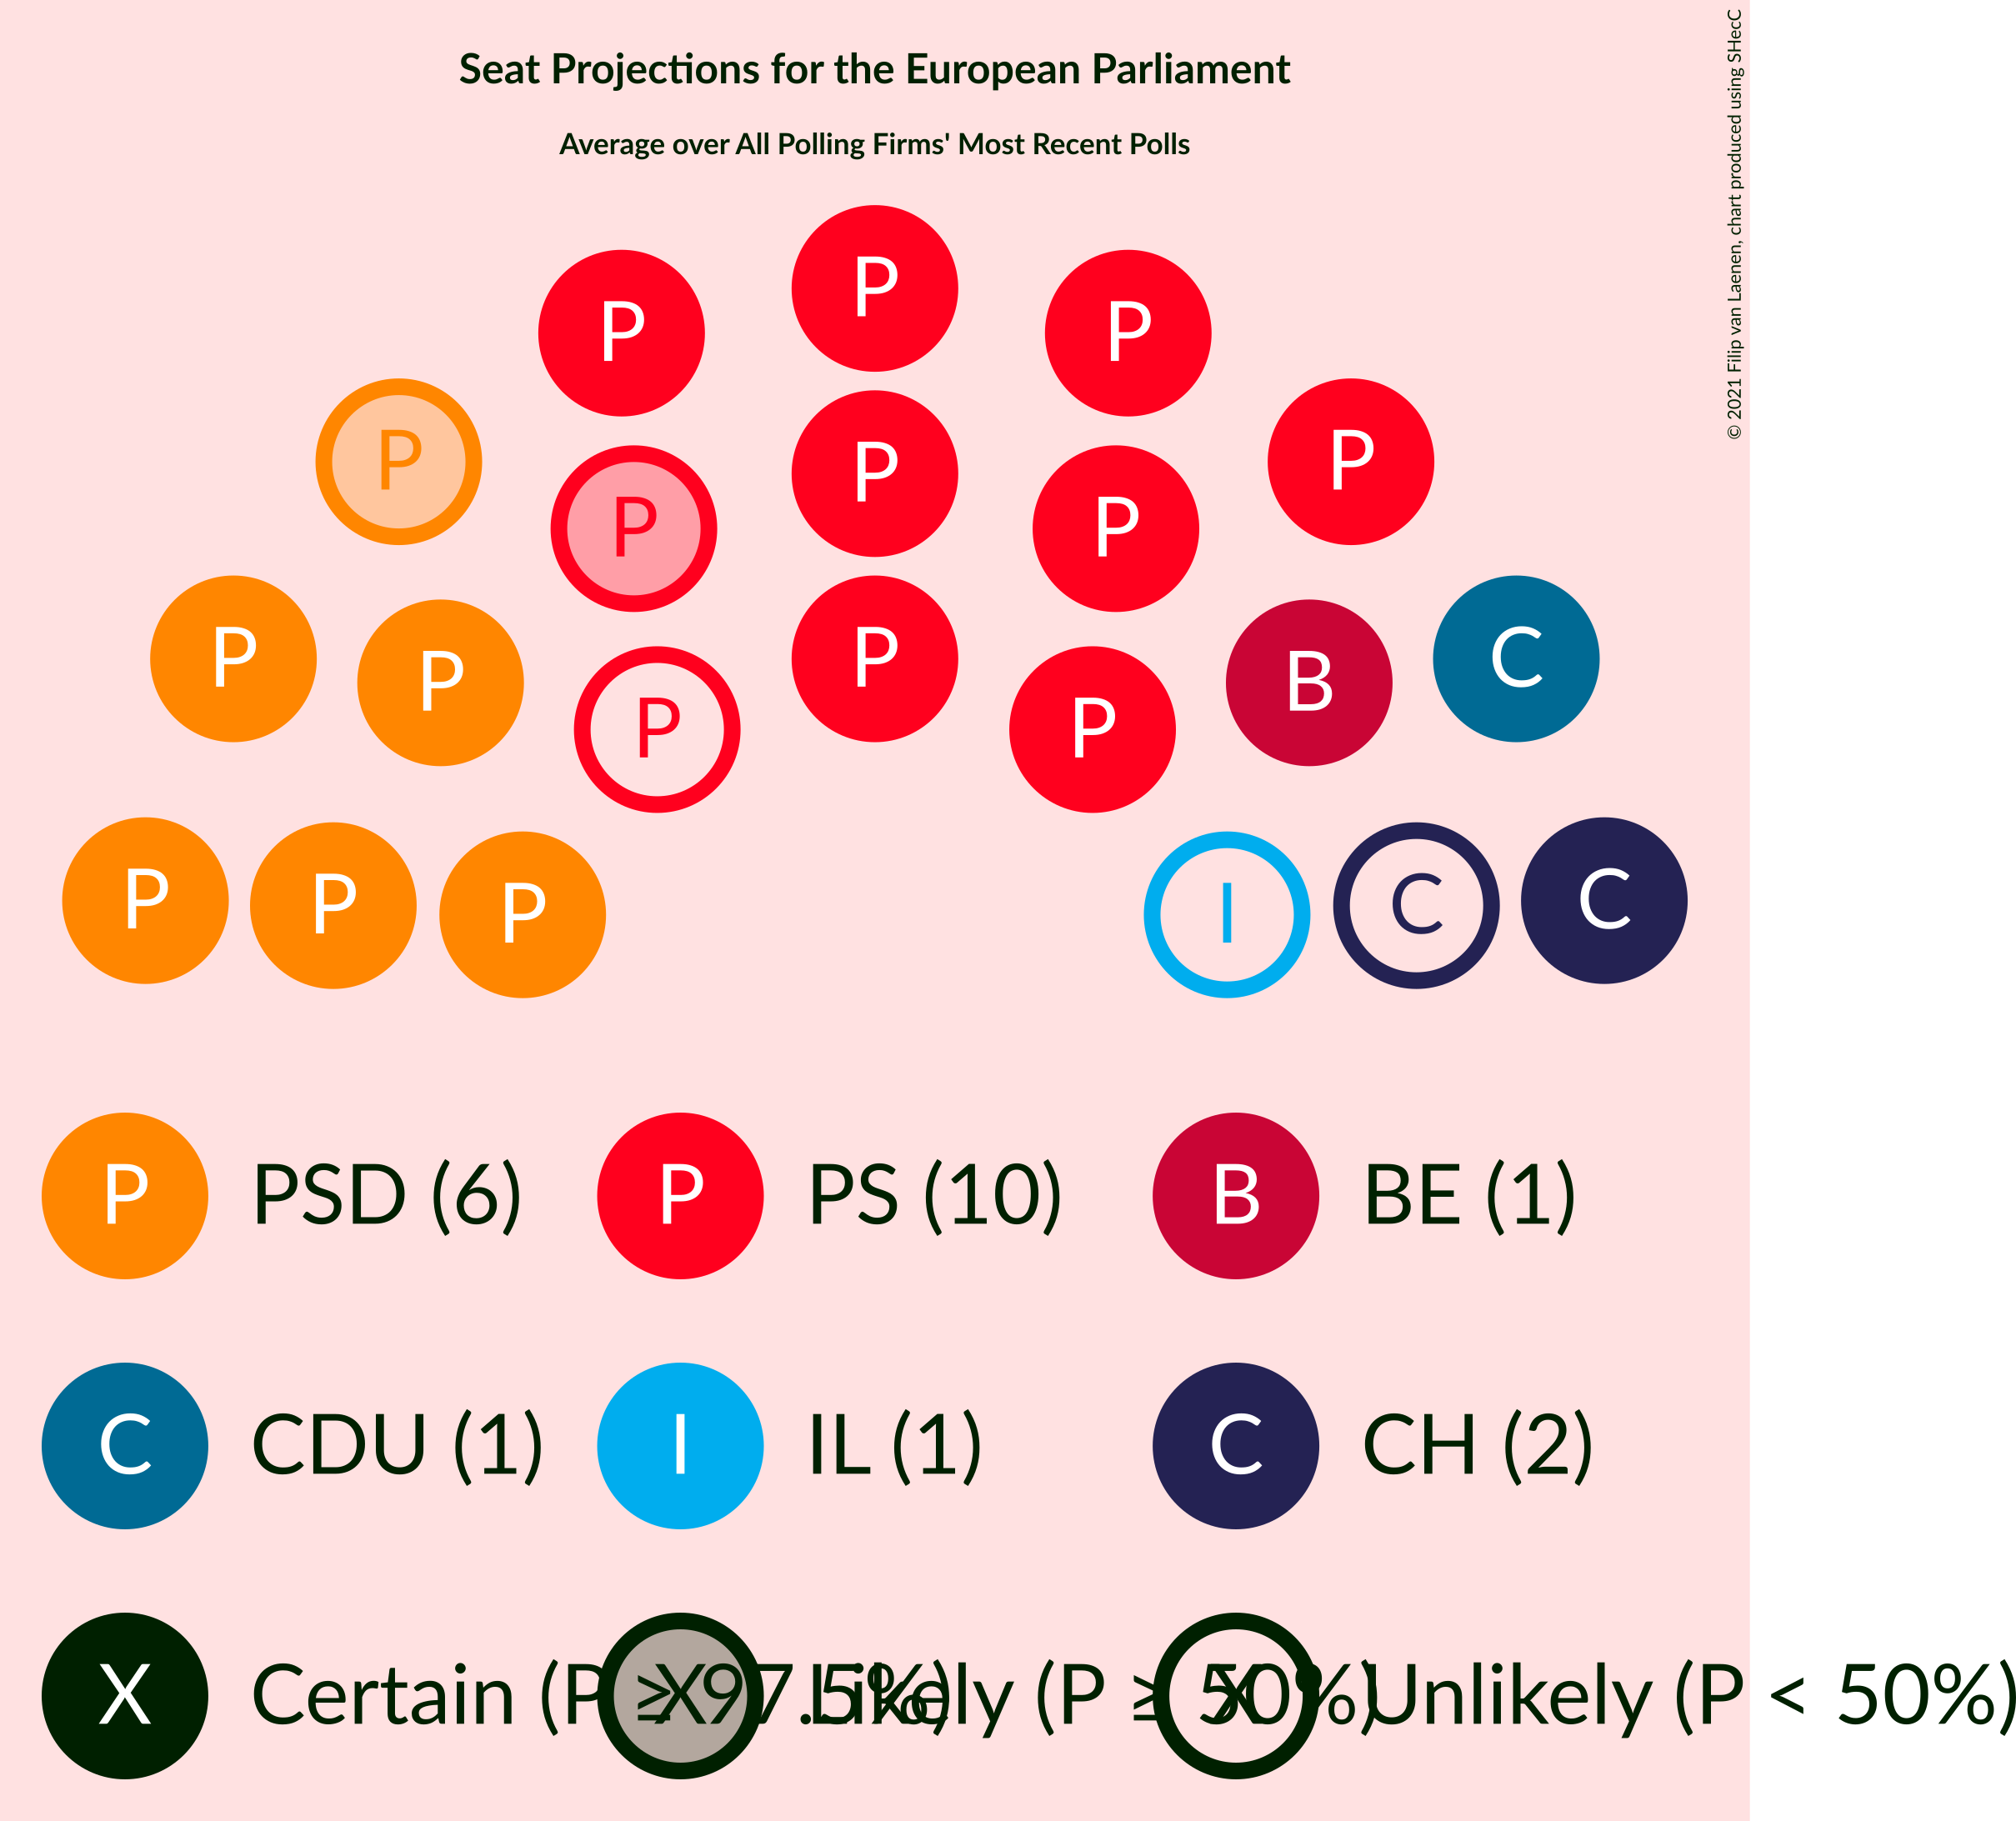 Seat Projections for the European Parliament
Average over All Polling Firms' Most Recent Polls
© 2021 Filip van Laenen, chart produced using SHecC
P
P P
P P
P
P P
P P
P
P C
P B
P P
P P P I C C
P PSD (6) P PS (10) B BE (1)
C CDU (1) I IL (1) C CH (2)
X Certain (P ≥ 97.5%) X Likely (P ≥ 50%) X Unlikely (P < 50%)